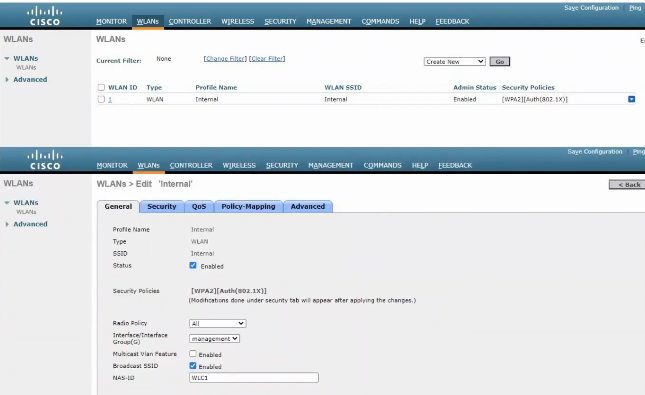 Save Configuration Ping
CISCO MONITOR WLANs CONTROLLER WIRELESS SECURITY MANAGEMENT COMMANDS HELP FEEDBACK
WLANs WLANs
Current Filter: None [Change Filter] [Clear Filter] Create New Go
WLANs
WLANs
Advanced
WLAN ID Type Profile Name WLAN SSID Admin Status Security Policies
1 WLAN Internal Internal Enabled [WPA2][Auth(802.1X)]
Save Configuration Ping
CISCO MONITOR WLANs CONTROLLER WIRELESS SECURITY MANAGEMENT COMMANDS HELP FEEDBACK
WLANs WLANs > Edit 'Internal' < Back
WLANs
WLANs
Advanced
General Security QoS Policy-Mapping Advanced
Profile Name Internal
Type WLAN
SSID Internal
Status Enabled
Security Policies [WPA2][Auth(802.1X)]
(Modifications done under security tab will appear after applying the changes.)
Radio Policy All
Interface/Interface
Group(G) management
Multicast Vlan Feature Enabled
Broadcast SSID Enabled
NAS-ID WLC1